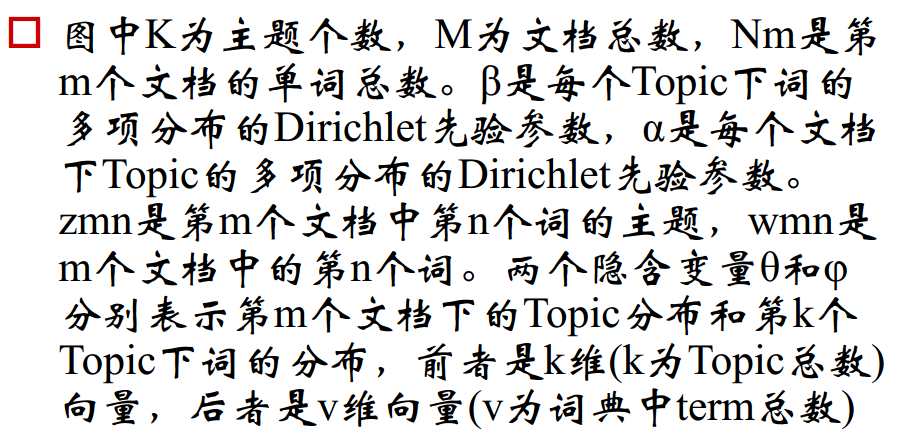 图中K为主题个数，M为文档总数，Nm是第
m个文档的单词总数。β是每个Topic下词的
多项分布的Dirichlet先验参数，α是每个文档
下Topic的多项分布的Dirichlet先验参数。
zmn是第m个文档中第n个词的主题，wmn是
m个文档中的第n个词。两个隐含变量θ和φ
分别表示第m个文档下的Topic分布和第k个
Topic下词的分布，前者是k维(k为Topic总数)
向量，后者是v维向量(v为词典中term总数)